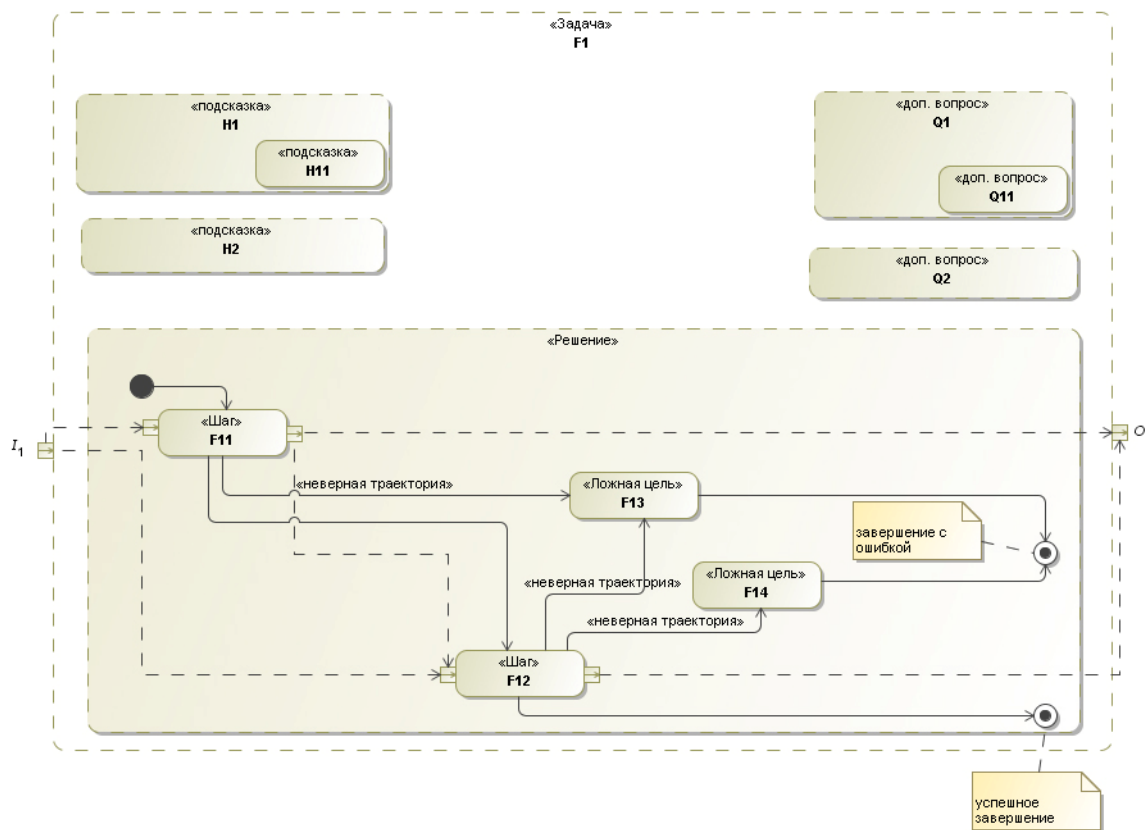 «Задача»
F1
«подсказка»
H1
«подсказка»
H11
«доп. вопрос»
Q1
«доп. вопрос»
Q11
«подсказка»
H2
«доп. вопрос»
Q2
«Решение»
«Шаг»
F11
I1
O
«неверная траектория»
«Ложная цель»
F13
завершение с
ошибкой
«неверная траектория»
«Ложная цель»
F14
«неверная траектория»
«Шаг»
F12
успешное
завершение